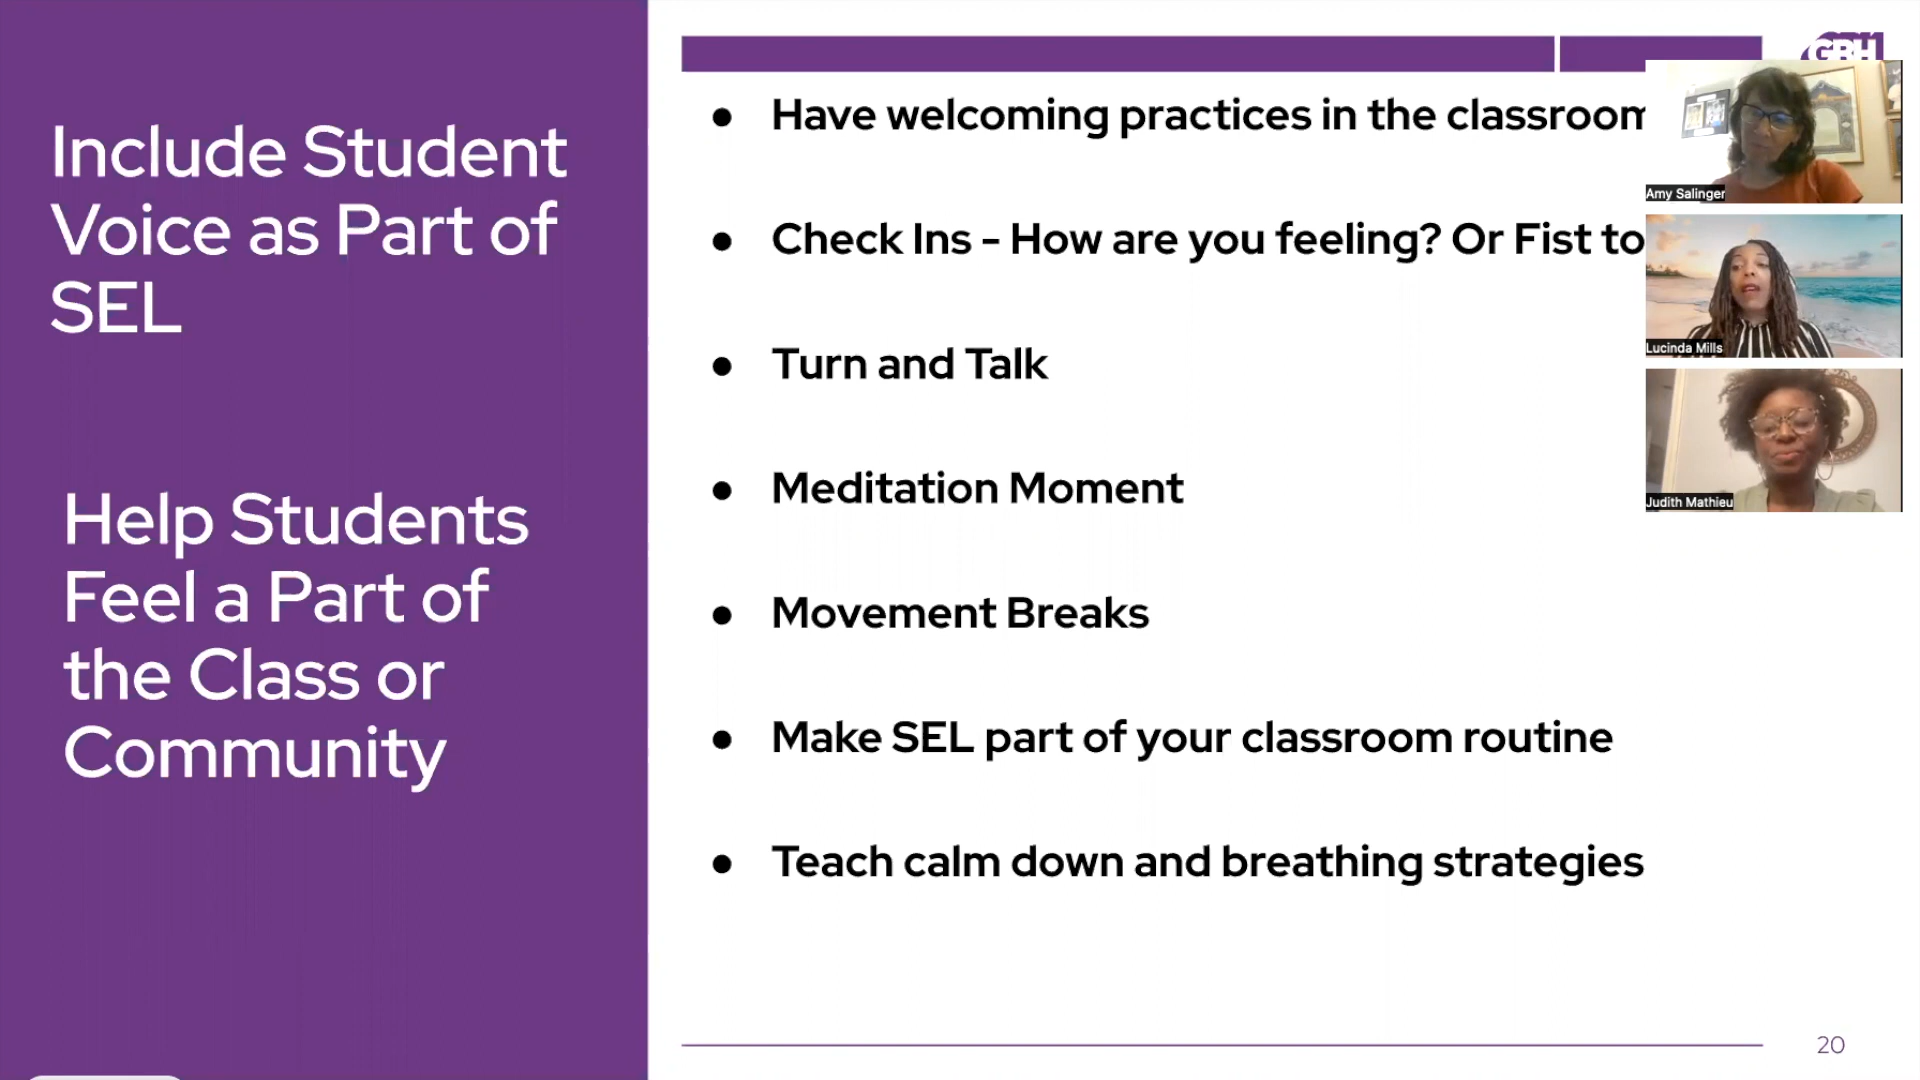 Include Student
Voice as Part of
SEL
Help Students
Feel a Part of
the Class or
Community
GBH
● Have welcoming practices in the classroom
● Check Ins - How are you feeling? Or Fist to
● Turn and Talk
● Meditation Moment
● Movement Breaks
● Make SEL part of your classroom routine
● Teach calm down and breathing strategies
Amy Salinger
Lucinda Mills
Judith Mathieu
20